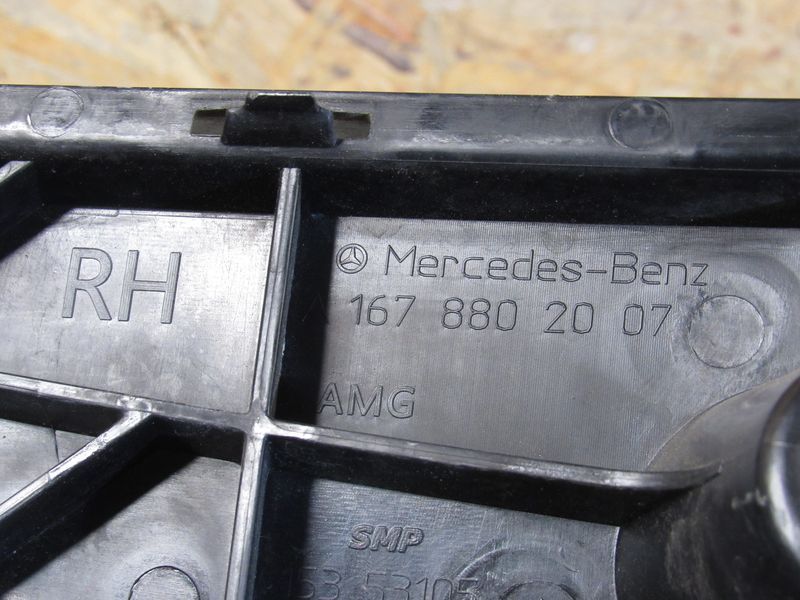 RH
Mercedes-Benz
A 167 880 20 07
AMG
SMP